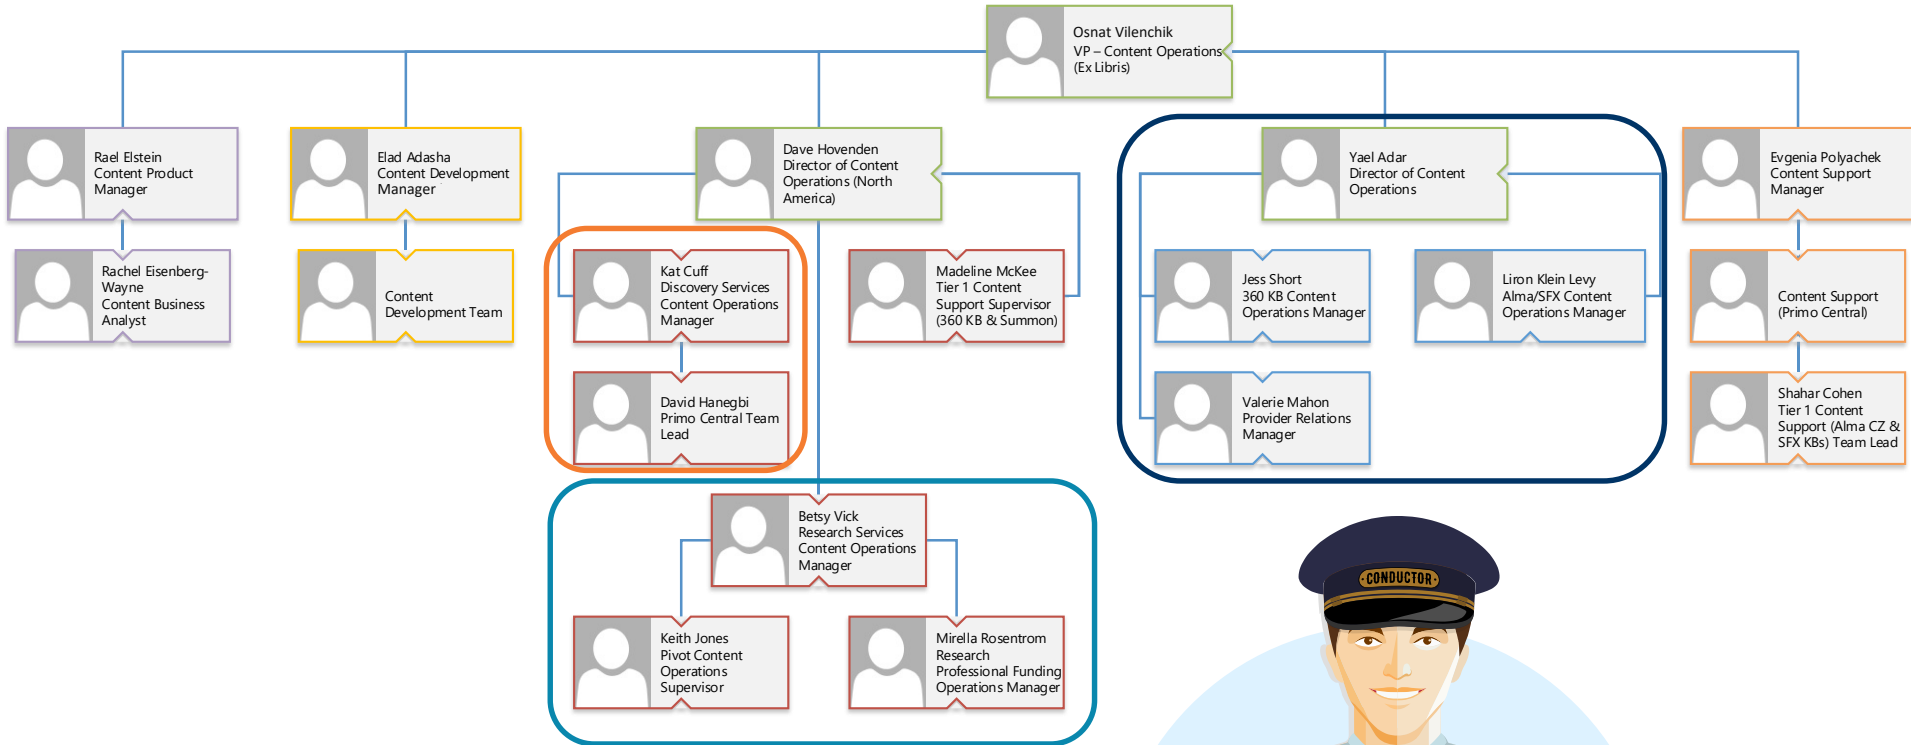 Osnat Vilenchik
VP – Content Operations
(Ex Libris)
Rael Elstein
Content Product
Manager
Elad Adasha
Content Development
Manager
Dave Hovenden
Director of Content
Operations (North
America)
Yael Adar
Director of Content
Operations
Evgenia Polyachek
Content Support
Manager
Rachel Eisenberg-
Wayne
Content Business
Analyst
Content
Development Team
Kat Cuff
Discovery Services
Content Operations
Manager
Madeline McKee
Tier 1 Content
Support Supervisor
(360 KB & Summon)
Jess Short
360 KB Content
Operations Manager
Liron Klein Levy
Alma/SFX Content
Operations Manager
Content Support
(Primo Central)
David Hanegbi
Primo Central Team
Lead
Valerie Mahon
Provider Relations
Manager
Shahar Cohen
Tier 1 Content
Support (Alma CZ &
SFX KBs) Team Lead
Betsy Vick
Research Services
Content Operations
Manager
Keith Jones
Pivot Content
Operations
Supervisor
Mirella Rosentrom
Research
Professional Funding
Operations Manager
CONDUCTOR